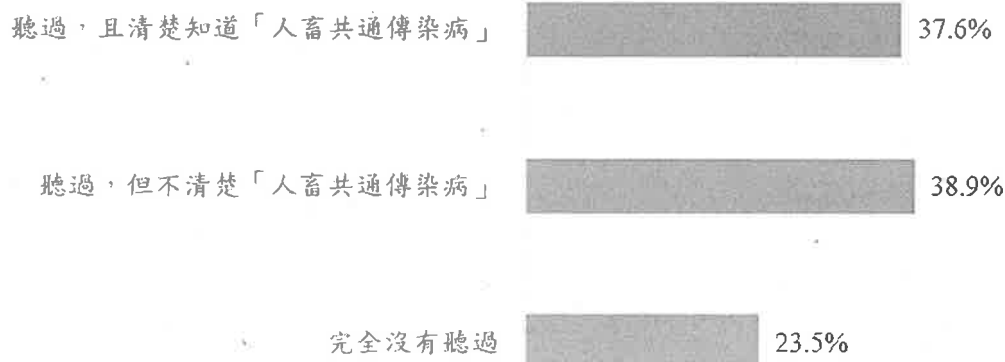 聽過，且清楚知道「人畜共通傳染病」 37.6%
聽過，但不清楚「人畜共通傳染病」 38.9%
完全沒有聽過 23.5%